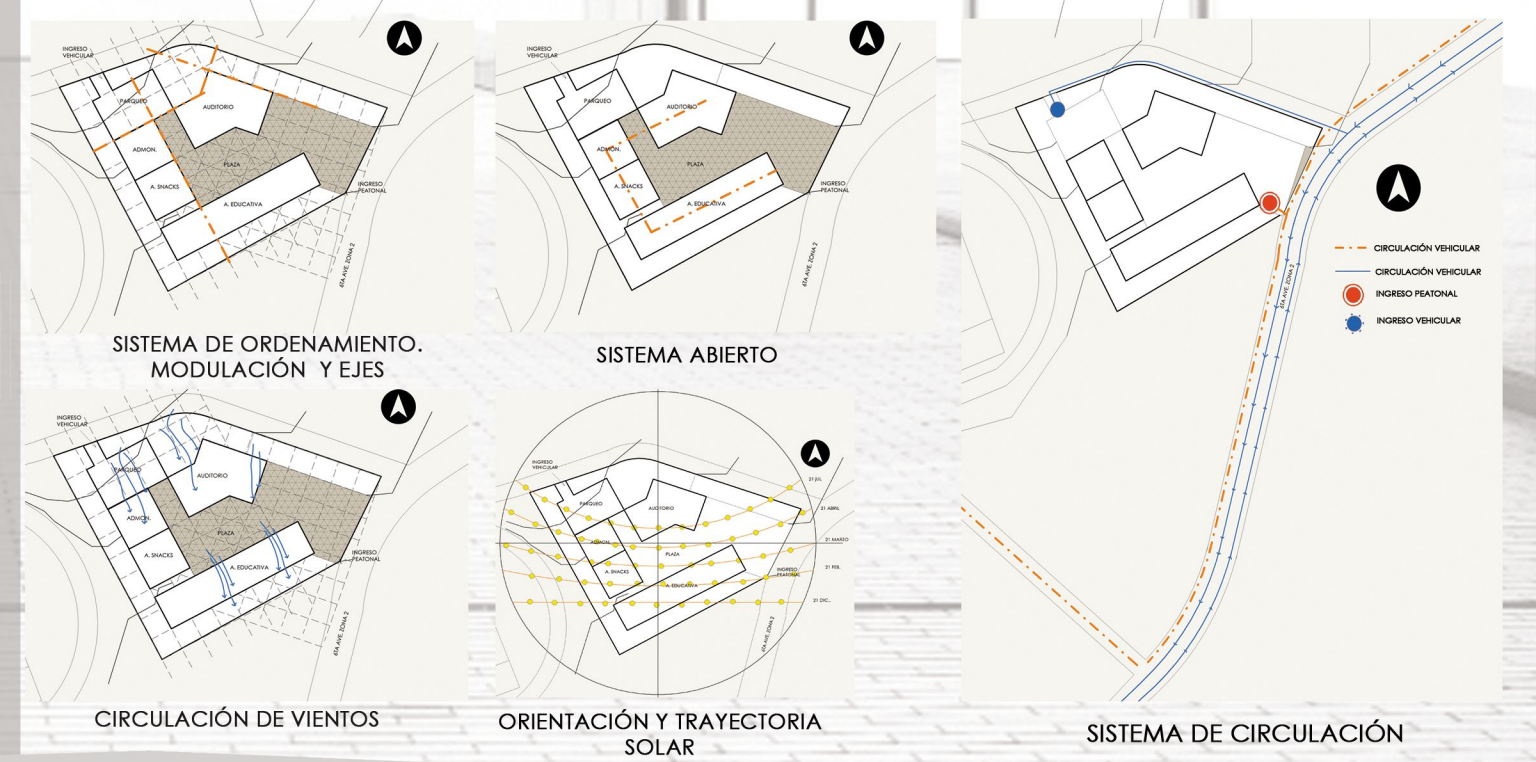 INGRESO
VEHICULAR
PARQUEO
AUDITORIO
ADMON.
PLAZA
A. SNACKS
INGRESO
PEATONAL
A. EDUCATIVA
6TA AVE. ZONA 2
SISTEMA DE ORDENAMIENTO.
MODULACIÓN Y EJES
INGRESO
VEHICULAR
PARQUEO
AUDITORIO
ADMON.
PLAZA
A. SNACKS
INGRESO
PEATONAL
A. EDUCATIVA
6TA AVE. ZONA 2
SISTEMA ABIERTO
INGRESO
VEHICULAR
PARQUEO
AUDITORIO
ADMON.
PLAZA
A. SNACKS
INGRESO
PEATONAL
A. EDUCATIVA
6TA AVE. ZONA 2
CIRCULACIÓN DE VIENTOS
INGRESO
VEHICULAR
21 JUL
PARQUEO
AUDITORIO
21 ABRIL
ADMON.
21 MARZO
PLAZA
A. SNACKS
21 FEB.
INGRESO
PEATONAL
A. EDUCATIVA
21 DIC..
6TA AVE. ZONA 2
ORIENTACIÓN Y TRAYECTORIA
SOLAR
6TA AVE. ZONA 2
CIRCULACIÓN VEHICULAR
CIRCULACIÓN VEHICULAR
INGRESO PEATONAL
INGRESO VEHICULAR
SISTEMA DE CIRCULACIÓN